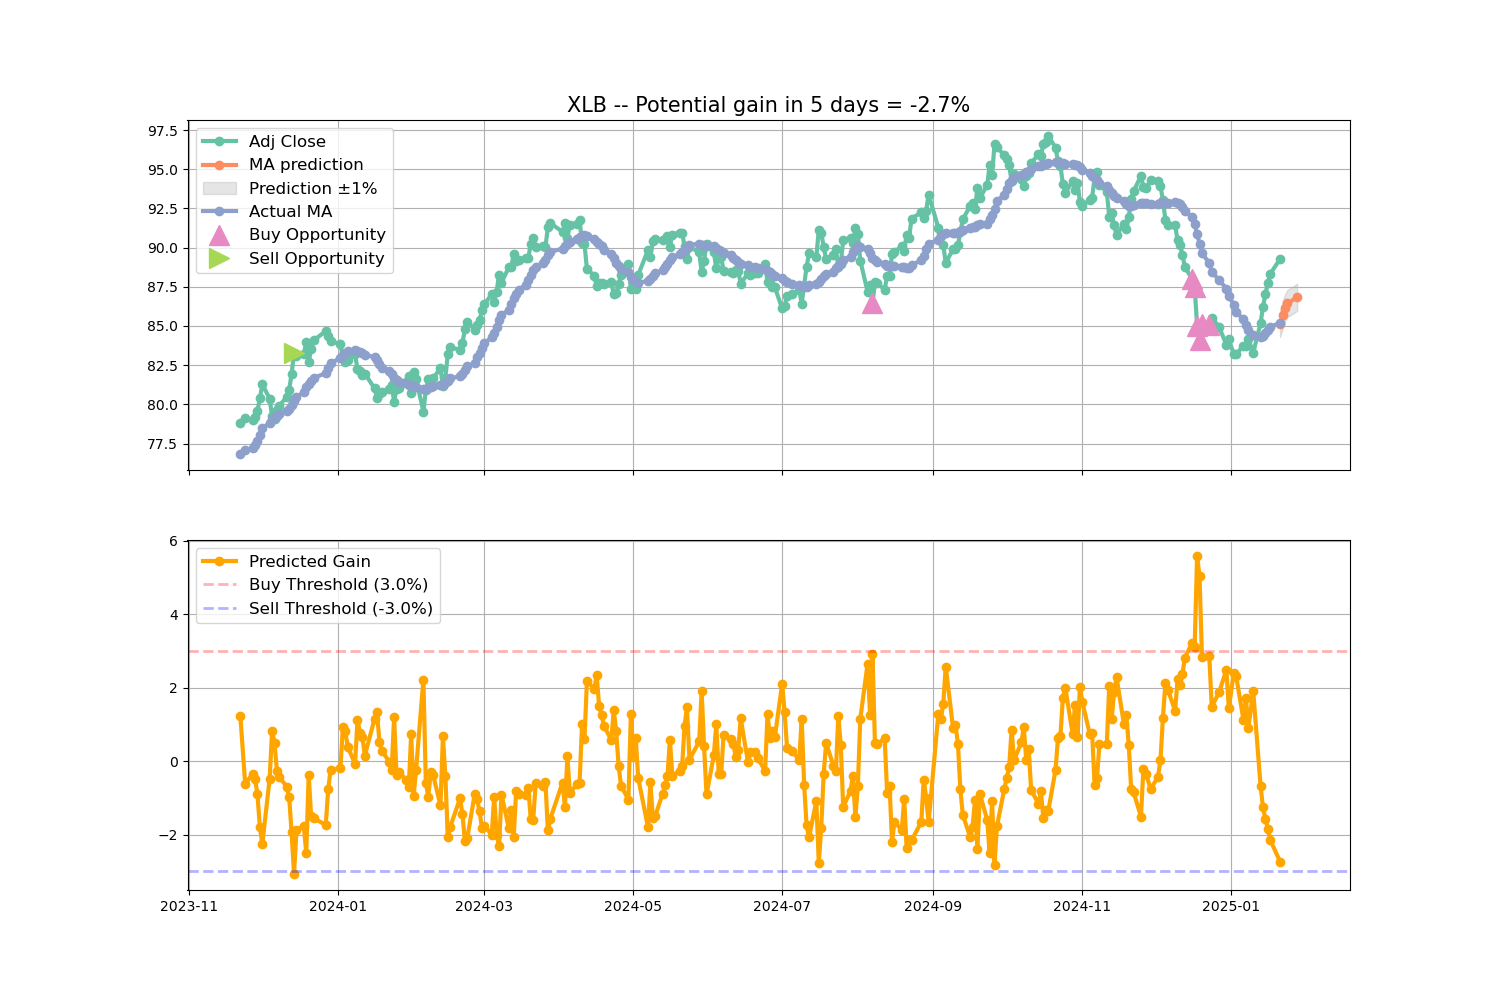 XLB -- Potential gain in 5 days = -2.7%
97.5
95.0
92.5
90.0
87.5
85.0
82.5
80.0
77.5
Adj Close
MA prediction
Prediction ±1%
Actual MA
Buy Opportunity
Sell Opportunity
6
4
2
0
−2
Predicted Gain
Buy Threshold (3.0%)
Sell Threshold (-3.0%)
2023-11
2024-01
2024-03
2024-05
2024-07
2024-09
2024-11
2025-01